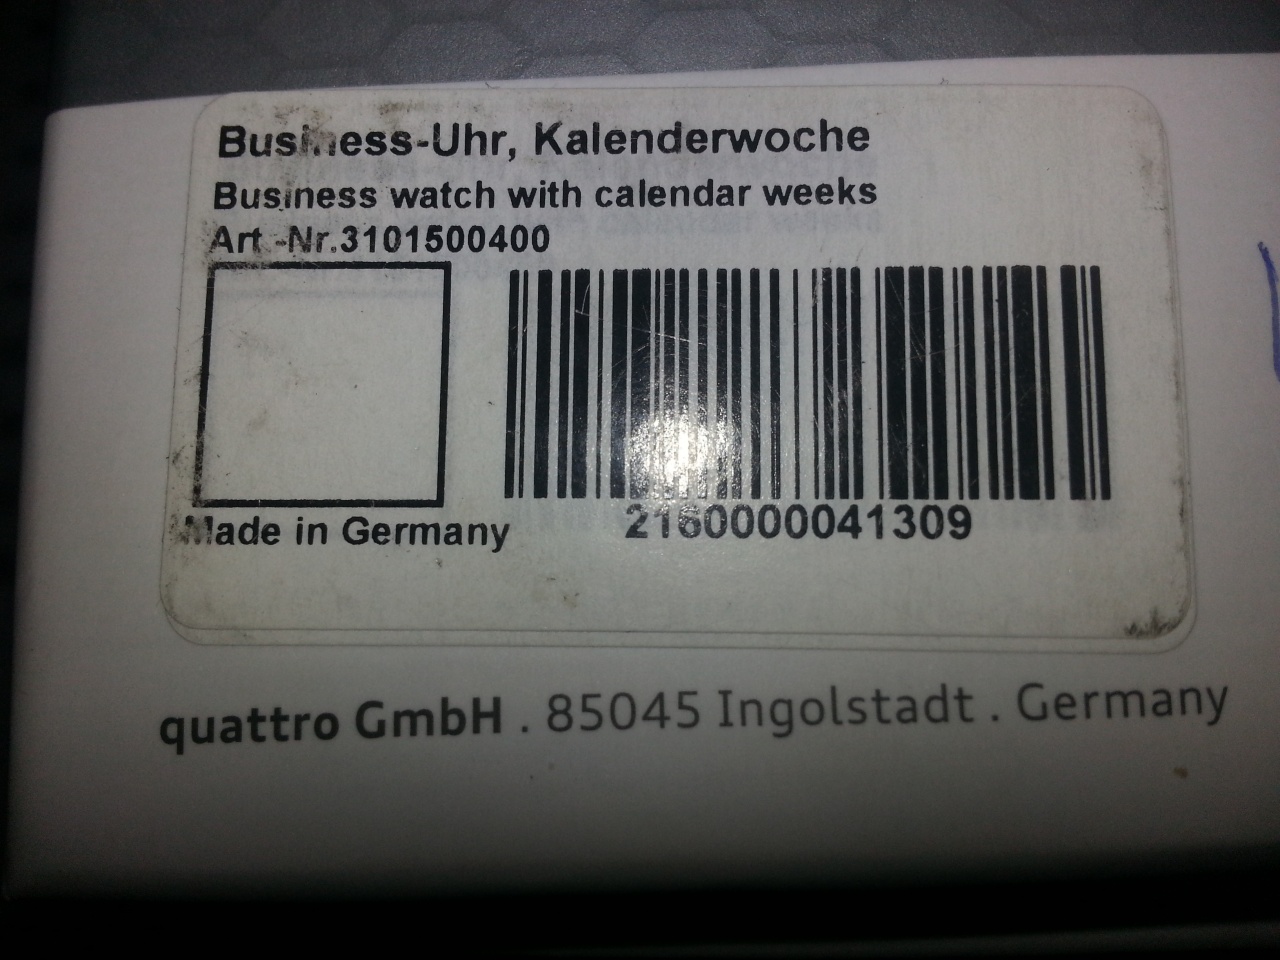 Business-Uhr, Kalenderwoche
Business watch with calendar weeks
Art.-Nr.3101500400
Made in Germany
2160000041309
quattro GmbH . 85045 Ingolstadt . Germany